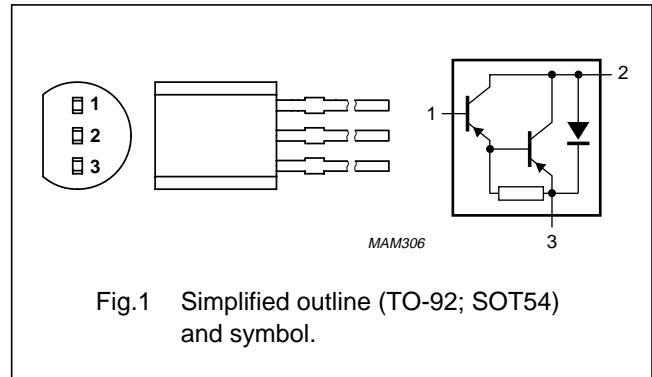 1
2
3
1
2
3
MAM306
Fig.1 Simplified outline (TO-92; SOT54)
and symbol.